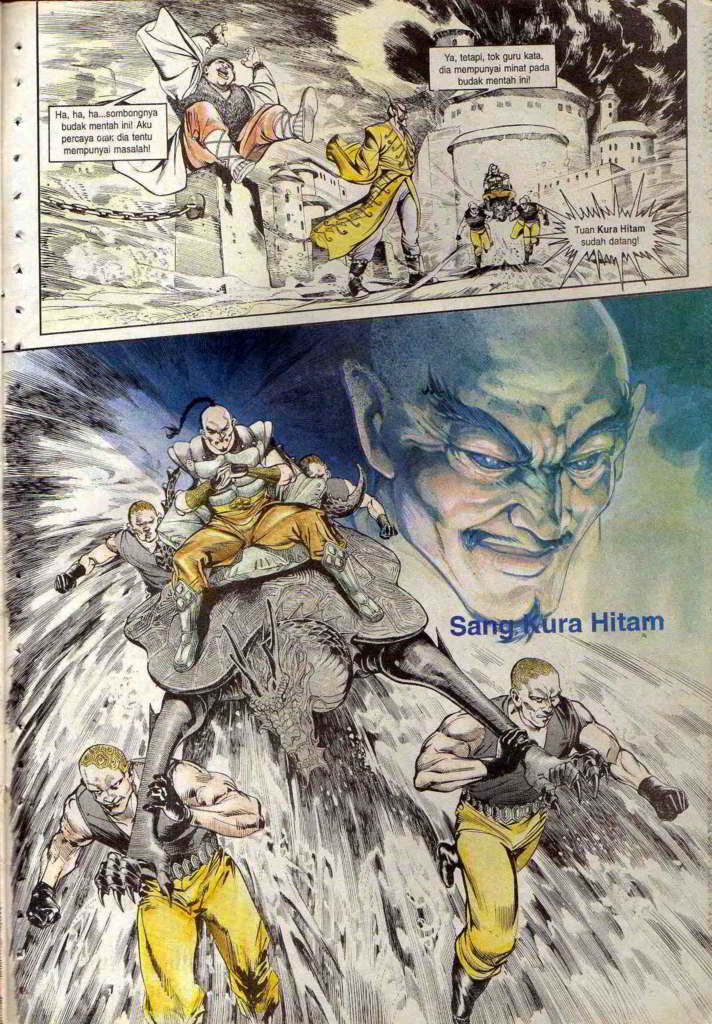 Ha, ha, ha...sombongnya
budak mentah ini! Aku
percaya dia tentu
mempunyai masalah!
Ya, tetapi, tok guru kata,
dia mempunyai minat pada
budak mentah ini!
Tuan Kura Hitam
sudah datang!
Sang Kura Hitam